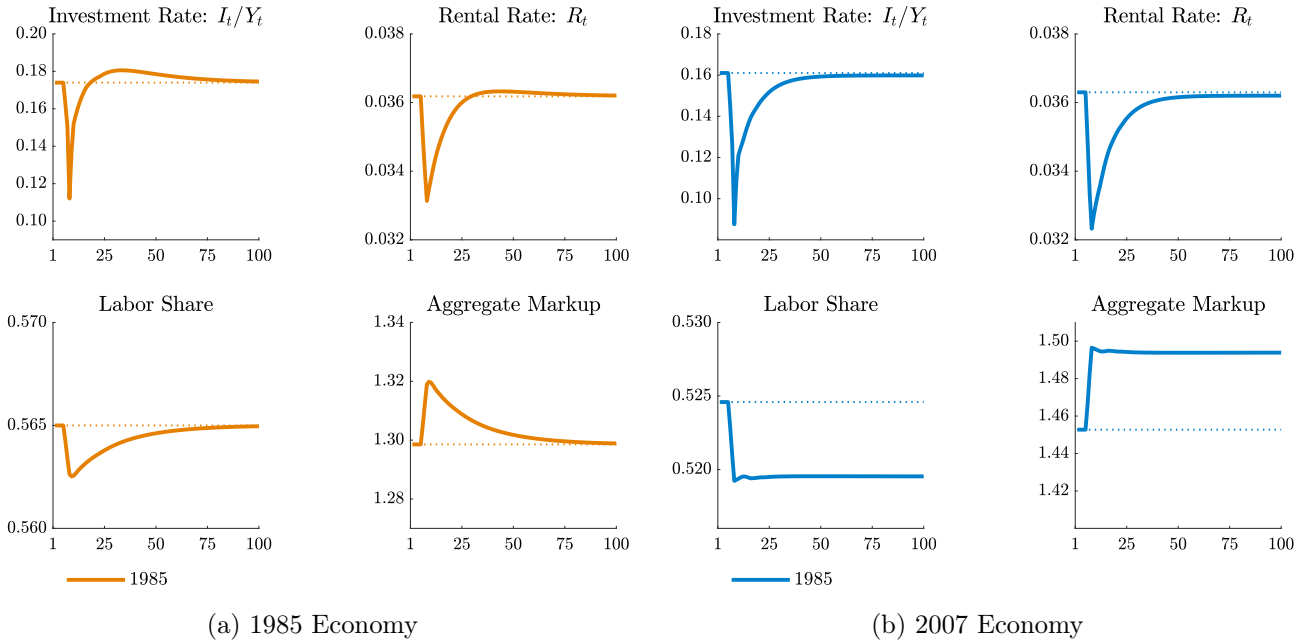 Investment Rate: I_t/Y_t
0.20
0.18
0.16
0.14
0.12
0.10
1 25 50 75 100
Rental Rate: R_t
0.038
0.036
0.034
0.032
1 25 50 75 100
Investment Rate: I_t/Y_t
0.18
0.16
0.14
0.12
0.10
1 25 50 75 100
Rental Rate: R_t
0.038
0.036
0.034
0.032
1 25 50 75 100
Labor Share
0.570
0.565
0.560
1 25 50 75 100
Aggregate Markup
1.34
1.32
1.30
1.28
1 25 50 75 100
Labor Share
0.530
0.525
0.520
1 25 50 75 100
Aggregate Markup
1.50
1.48
1.46
1.44
1.42
1 25 50 75 100
1985
1985
(a) 1985 Economy
(b) 2007 Economy